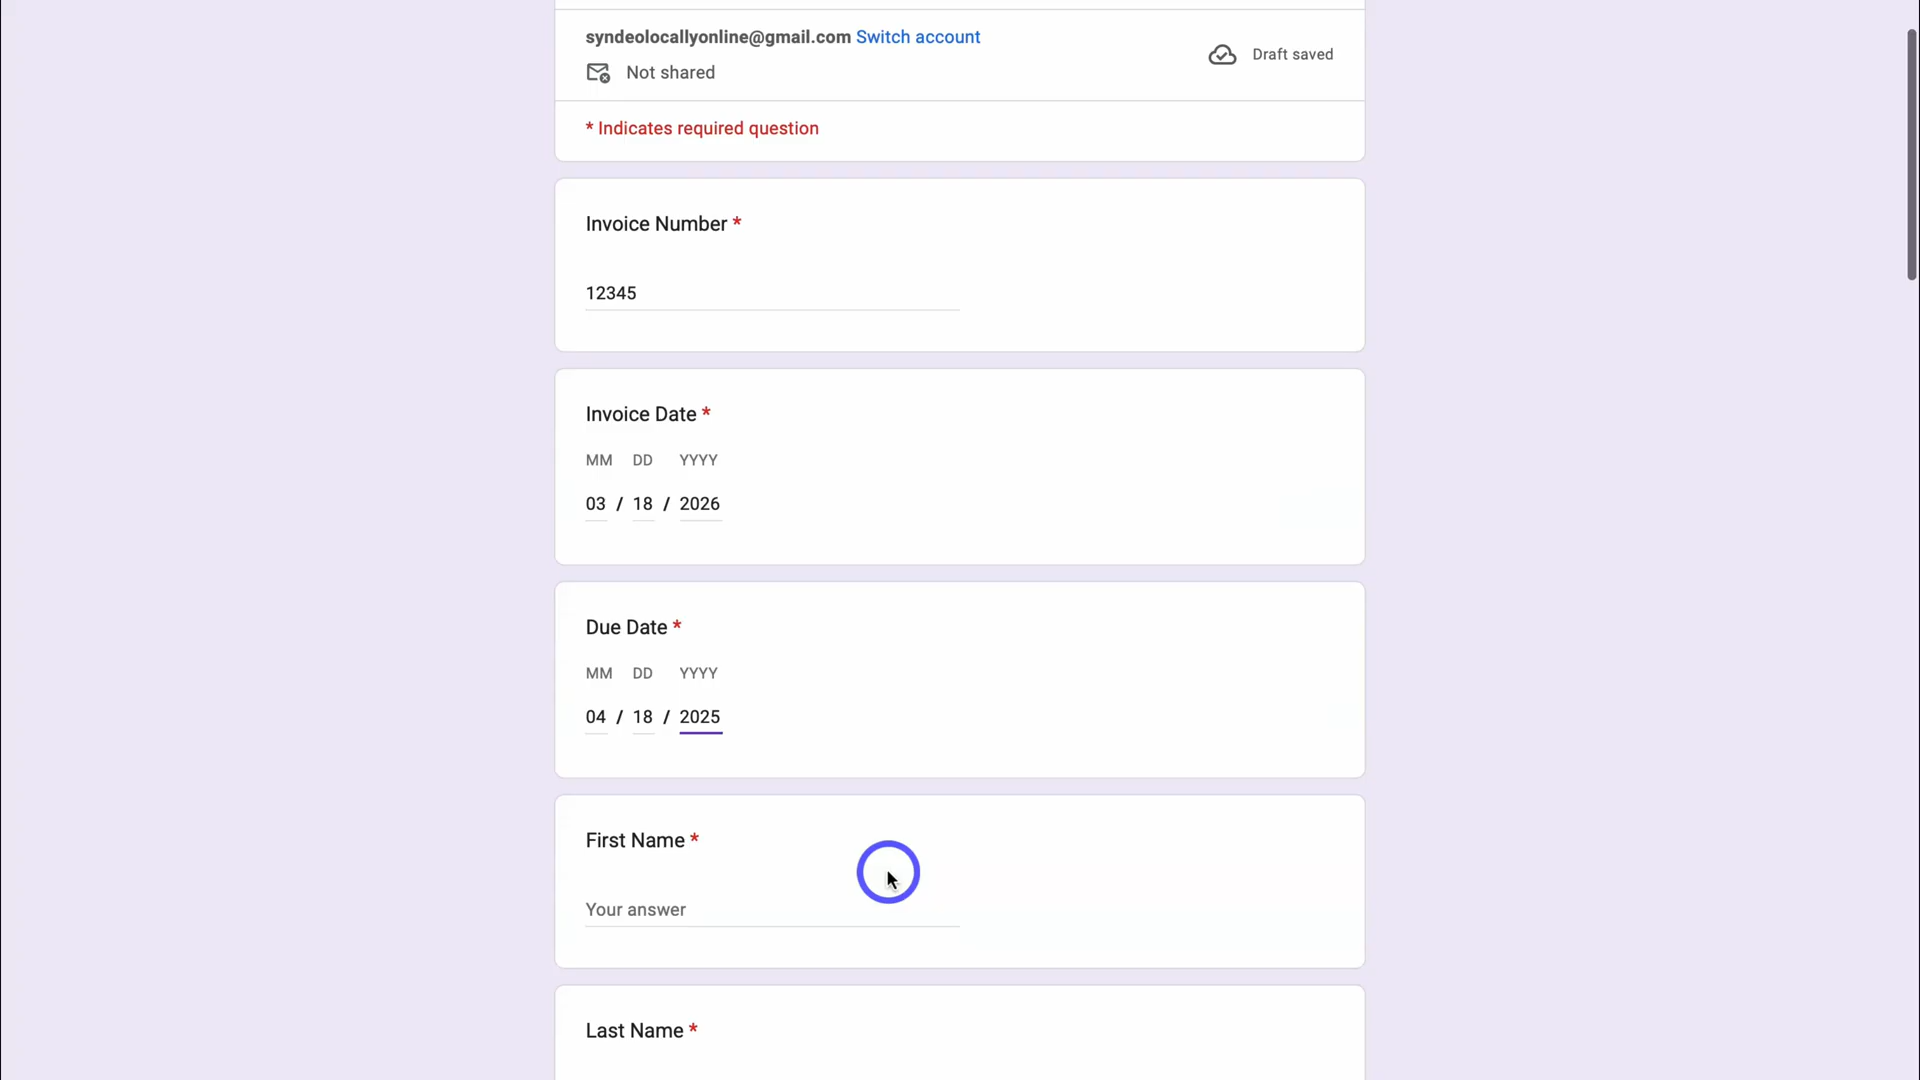 syndeolocallyonline@gmail.com Switch account
Not shared
Draft saved
* Indicates required question
Invoice Number *
12345
Invoice Date *
MM DD YYYY
03 / 18 / 2026
Due Date *
MM DD YYYY
04 / 18 / 2025
First Name *
Your answer
Last Name *